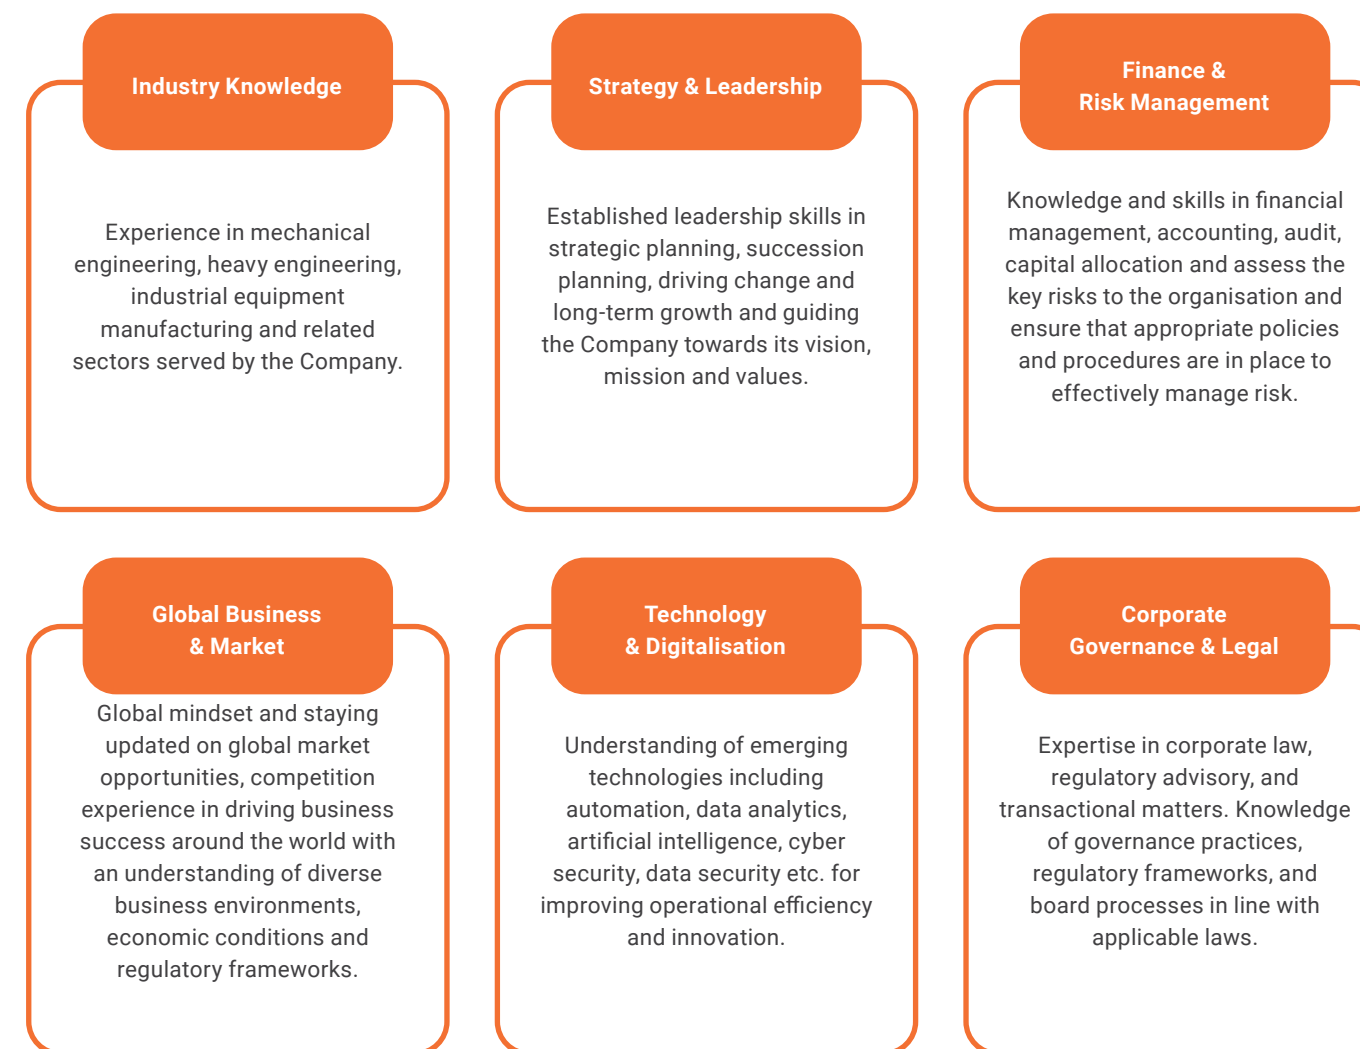 Industry Knowledge
Experience in mechanical
engineering, heavy engineering,
industrial equipment
manufacturing and related
sectors served by the Company.
Strategy & Leadership
Established leadership skills in
strategic planning, succession
planning, driving change and
long-term growth and guiding
the Company towards its vision,
mission and values.
Finance &
Risk Management
Knowledge and skills in financial
management, accounting, audit,
capital allocation and assess the
key risks to the organisation and
ensure that appropriate policies
and procedures are in place to
effectively manage risk.
Global Business
& Market
Global mindset and staying
updated on global market
opportunities, competition
experience in driving business
success around the world with
an understanding of diverse
business environments,
economic conditions and
regulatory frameworks.
Technology
& Digitalisation
Understanding of emerging
technologies including
automation, data analytics,
artificial intelligence, cyber
security, data security etc. for
improving operational efficiency
and innovation.
Corporate
Governance & Legal
Expertise in corporate law,
regulatory advisory, and
transactional matters. Knowledge
of governance practices,
regulatory frameworks, and
board processes in line with
applicable laws.